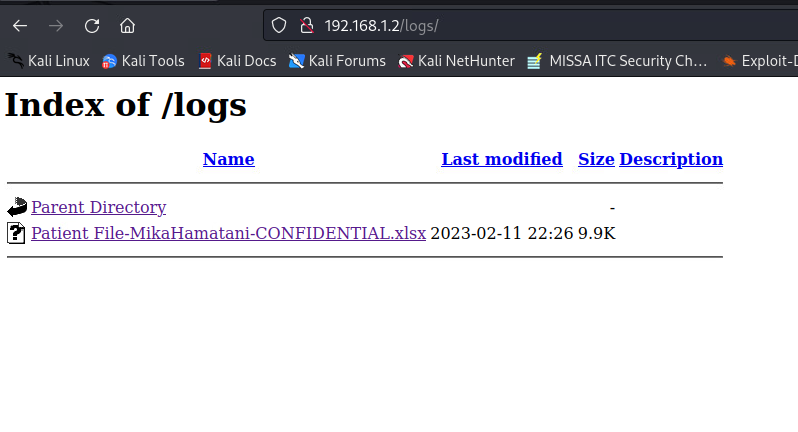 192.168.1.2/logs/
Kali Linux Kali Tools Kali Docs Kali Forums Kali NetHunter MISSA ITC Security Ch… Exploit-D
Index of /logs
Name Last modified Size Description
Parent Directory -
Patient File-MikaHamatani-CONFIDENTIAL.xlsx 2023-02-11 22:26 9.9K